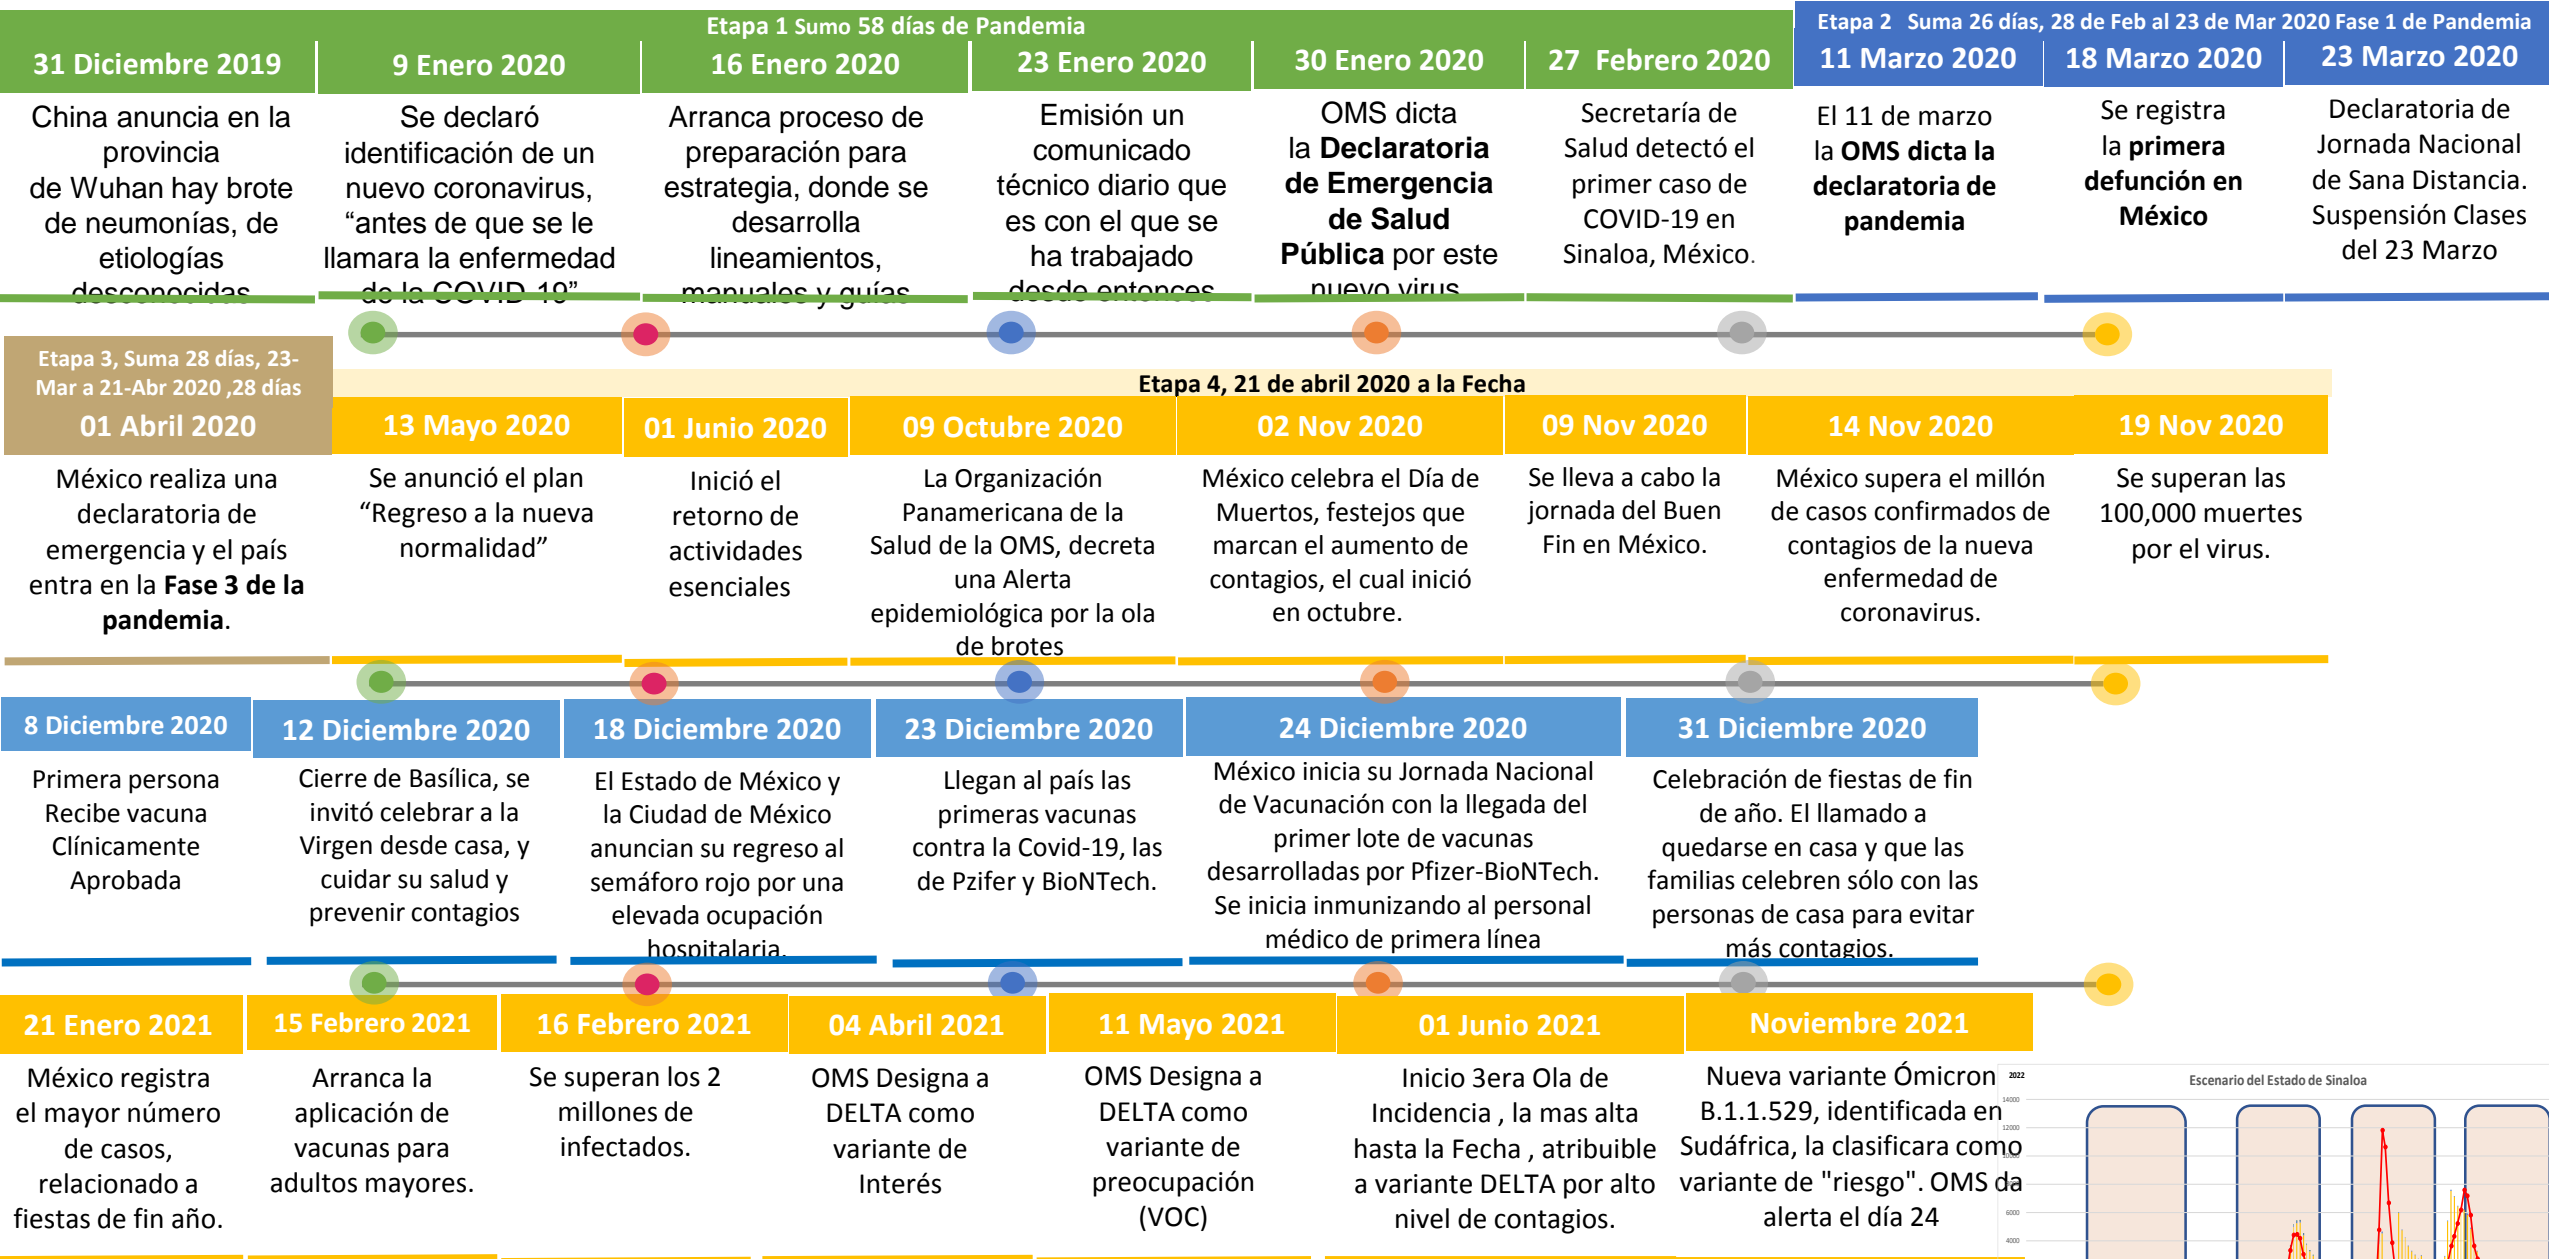 Etapa 1 Sumo 58 días de Pandemia
Etapa 2 Suma 26 días, 28 de Feb al 23 de Mar 2020 Fase 1 de Pandemia
31 Diciembre 2019
China anuncia en la
provincia
de Wuhan hay brote
de neumonías, de
etiologías
desconocidas
9 Enero 2020
Se declaró
identificación de un
nuevo coronavirus,
“antes de que se le
llamara la enfermedad
de la COVID-19”
16 Enero 2020
Arranca proceso de
preparación para
estrategia, donde se
desarrolla
lineamientos,
manuales y guías
23 Enero 2020
Emisión un
comunicado
técnico diario que
es con el que se
ha trabajado
desde entonces
30 Enero 2020
OMS dicta
la Declaratoria
de Emergencia
de Salud
Pública por este
nuevo virus
27 Febrero 2020
Secretaría de
Salud detectó el
primer caso de
COVID-19 en
Sinaloa, México.
11 Marzo 2020
El 11 de marzo
la OMS dicta la
declaratoria de
pandemia
18 Marzo 2020
Se registra
la primera
defunción en
México
23 Marzo 2020
Declaratoria de
Jornada Nacional
de Sana Distancia.
Suspensión Clases
del 23 Marzo
Etapa 3, Suma 28 días, 23-
Mar a 21-Abr 2020 ,28 días
Etapa 4, 21 de abril 2020 a la Fecha
01 Abril 2020
México realiza una
declaratoria de
emergencia y el país
entra en la Fase 3 de la
pandemia.
13 Mayo 2020
Se anunció el plan
“Regreso a la nueva
normalidad”
01 Junio 2020
Inició el
retorno de
actividades
esenciales
09 Octubre 2020
La Organización
Panamericana de la
Salud de la OMS, decreta
una Alerta
epidemiológica por la ola
de brotes
02 Nov 2020
México celebra el Día de
Muertos, festejos que
marcan el aumento de
contagios, el cual inició
en octubre.
09 Nov 2020
Se lleva a cabo la
jornada del Buen
Fin en México.
14 Nov 2020
México supera el millón
de casos confirmados de
contagios de la nueva
enfermedad de
coronavirus.
19 Nov 2020
Se superan las
100,000 muertes
por el virus.
8 Diciembre 2020
Primera persona
Recibe vacuna
Clínicamente
Aprobada
12 Diciembre 2020
Cierre de Basílica, se
invitó celebrar a la
Virgen desde casa, y
cuidar su salud y
prevenir contagios
18 Diciembre 2020
El Estado de México y
la Ciudad de México
anuncian su regreso al
semáforo rojo por una
elevada ocupación
hospitalaria.
23 Diciembre 2020
Llegan al país las
primeras vacunas
contra la Covid-19, las
de Pzifer y BioNTech.
24 Diciembre 2020
México inicia su Jornada Nacional
de Vacunación con la llegada del
primer lote de vacunas
desarrolladas por Pfizer-BioNTech.
Se inicia inmunizando al personal
médico de primera línea
31 Diciembre 2020
Celebración de fiestas de fin
de año. El llamado a
quedarse en casa y que las
familias celebren sólo con las
personas de casa para evitar
más contagios.
21 Enero 2021
México registra
el mayor número
de casos,
relacionado a
fiestas de fin año.
15 Febrero 2021
Arranca la
aplicación de
vacunas para
adultos mayores.
16 Febrero 2021
Se superan los 2
millones de
infectados.
04 Abril 2021
OMS Designa a
DELTA como
variante de
Interés
11 Mayo 2021
OMS Designa a
DELTA como
variante de
preocupación
(VOC)
01 Junio 2021
Inicio 3era Ola de
Incidencia , la mas alta
hasta la Fecha , atribuible
a variante DELTA por alto
nivel de contagios.
Noviembre 2021
Nueva variante Ómicron
B.1.1.529, identificada en
Sudáfrica, la clasificara como
variante de "riesgo". OMS da
alerta el día 24
2022
Escenario del Estado de Sinaloa
14000
12000
10000
6000
4000